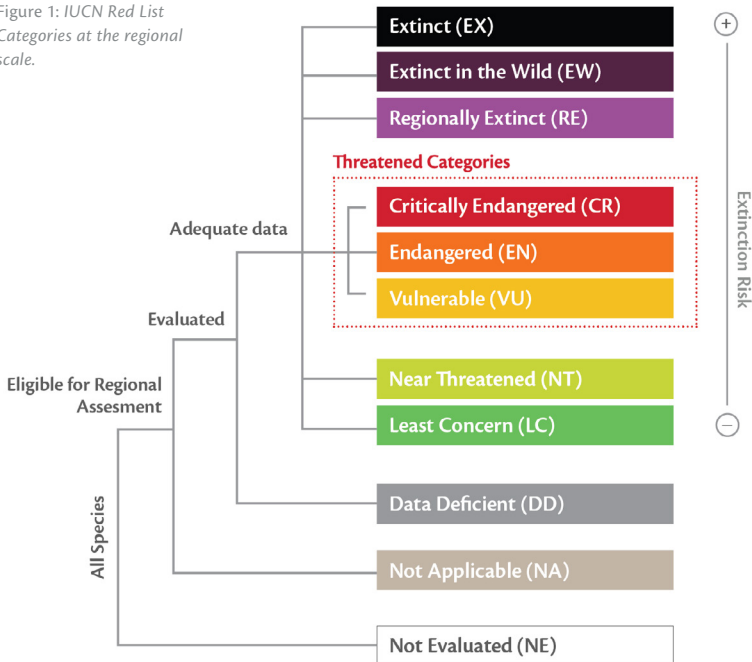 Figure 1: IUCN Red List
Categories at the regional
scale.
Extinct (EX)
Extinct in the Wild (EW)
Regionally Extinct (RE)
Threatened Categories
Critically Endangered (CR)
Endangered (EN)
Vulnerable (VU)
Near Threatened (NT)
Least Concern (LC)
Data Deficient (DD)
Not Applicable (NA)
Not Evaluated (NE)
Adequate data
Evaluated
Eligible for Regional
Assesment
All Species
+
Extinction Risk
−